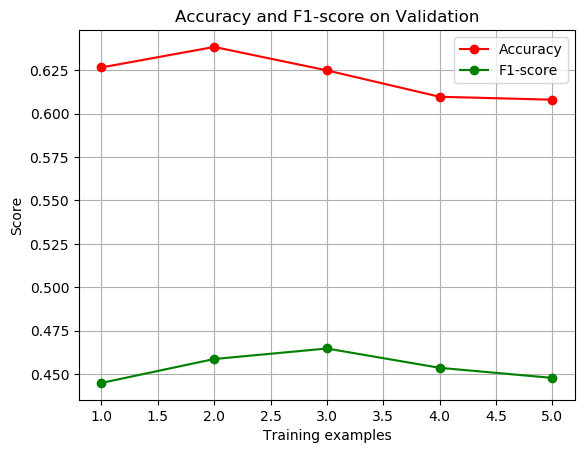 Accuracy and F1-score on Validation
Accuracy
F1-score
Score
0.625
0.600
0.575
0.550
0.525
0.500
0.475
0.450
1.0 1.5 2.0 2.5 3.0 3.5 4.0 4.5 5.0
Training examples